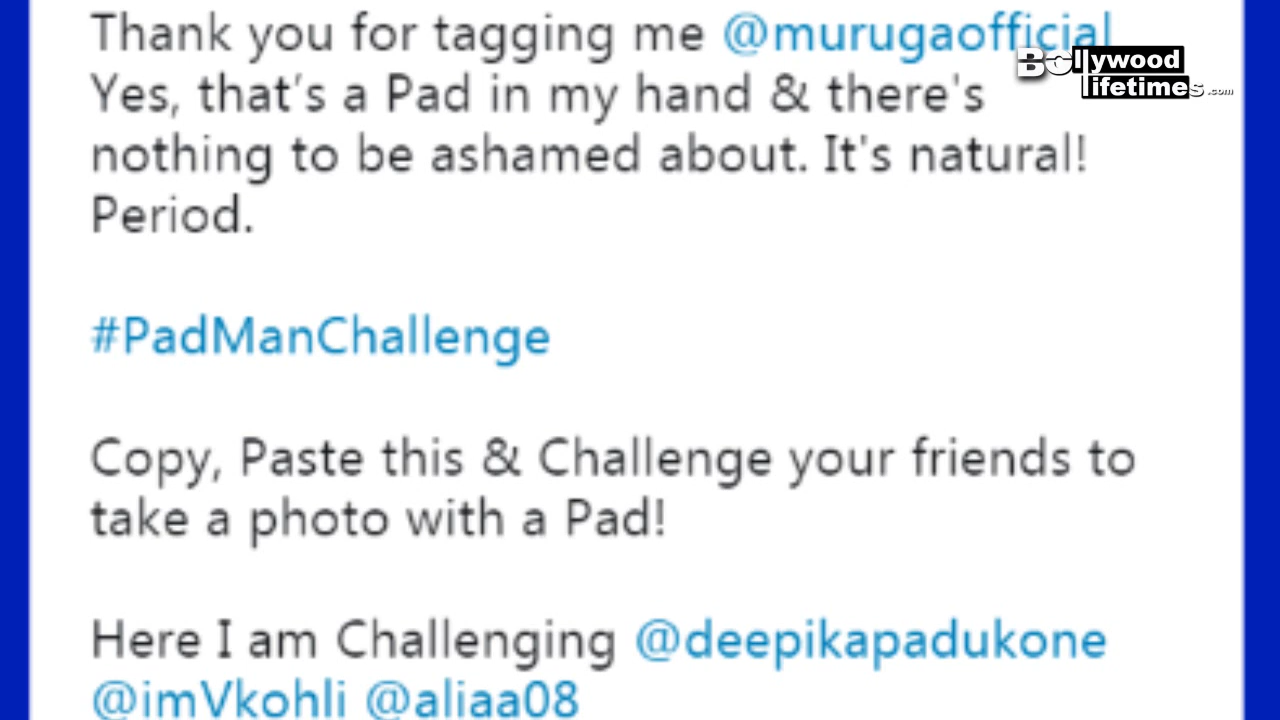 Thank you for tagging me @murugaofficial
Bollywood
lifetimes.com
Yes, that's a Pad in my hand & there's
nothing to be ashamed about. It's natural!
Period.
#PadManChallenge
Copy, Paste this & Challenge your friends to
take a photo with a Pad!
Here I am Challenging @deepikapadukone
@imVkohli @aliaa08